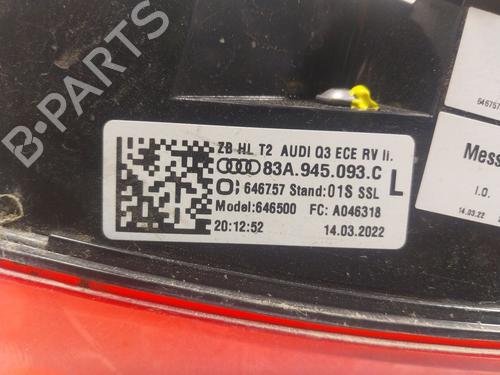 B-PARTS
ZB HL T2 AUDI Q3 ECE RV li.
83A.945.093.C
L
646757 Stand:01S SSL
Model:646500 FC: A046318
20:12:52 14.03.2022
646757
Mess
I.O.
14.03.22